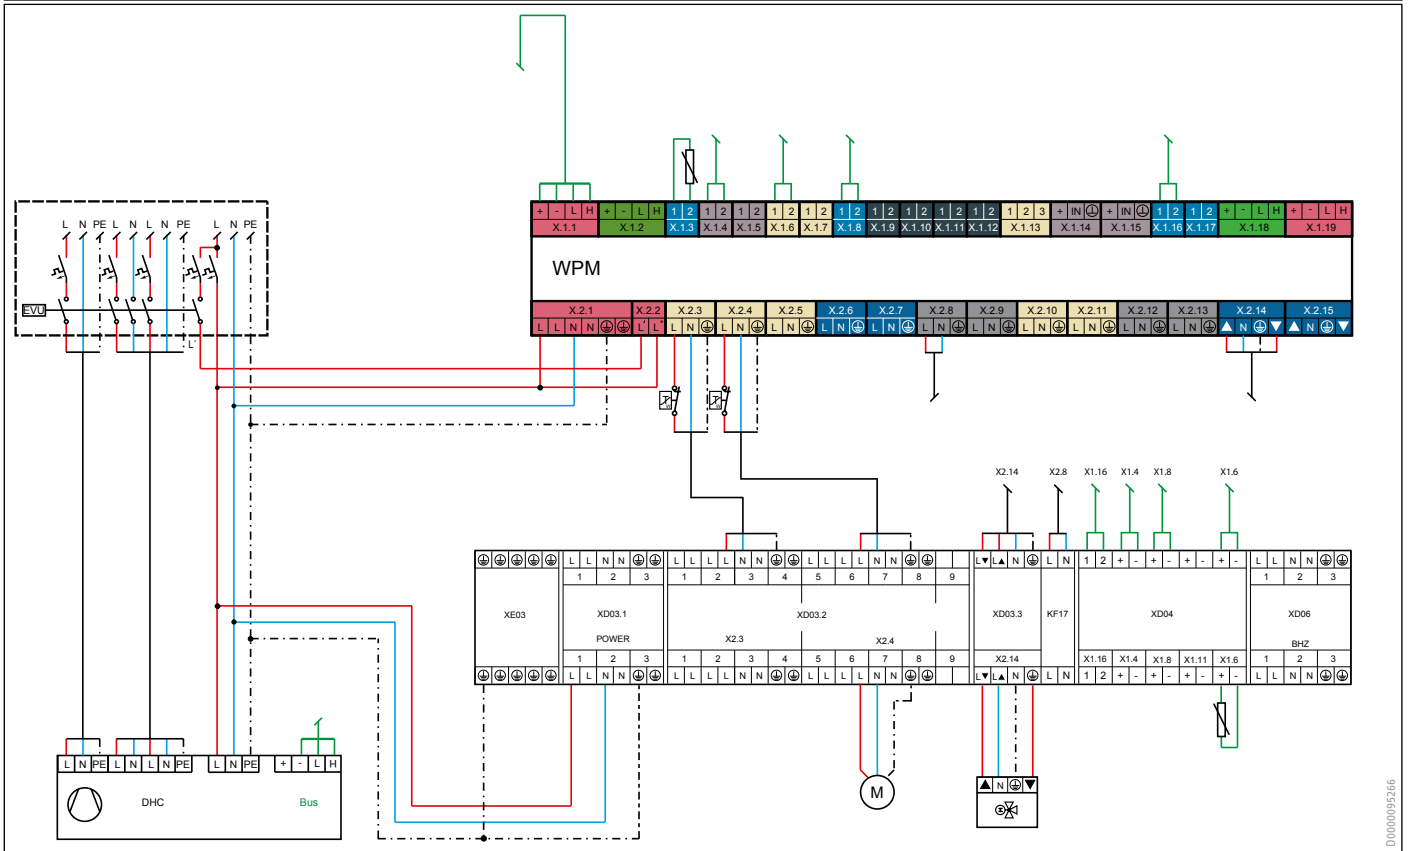 L N PE L N L N PE L N PE
EVU
L'
+ - L H + - L H 1 2 1 2 1 2 1 2 1 2 1 2 1 2 1 2 1 2 1 2 1 2 3 + IN + IN 1 2 1 2 + - L H + - L H
X.1.1 X.1.2 X.1.3 X.1.4 X.1.5 X.1.6 X.1.7 X.1.8 X.1.9 X.1.10 X.1.11 X.1.12 X.1.13 X.1.14 X.1.15 X.1.16 X.1.17 X.1.18 X.1.19
WPM
X.2.1 X.2.2 X.2.3 X.2.4 X.2.5 X.2.6 X.2.7 X.2.8 X.2.9 X.2.10 X.2.11 X.2.12 X.2.13 X.2.14 X.2.15
L L N N L' L* L N L N L N L N L N L N L N L N L N L N L N ▲ N ▼ ▲ N ▼
X2.14 X2.8 X1.16 X1.4 X1.8 X1.6
L L N N L L L L N N L L L L N N L▼ L▲ N L N 1 2 + - + - + - + - L L N N
1 2 3 1 2 3 4 5 6 7 8 9 1 2 3
XE03 XD03.1 XD03.2 XD03.3 KF17 XD04 XD06
POWER X2.3 X2.4 BHZ
1 2 3 1 2 3 4 5 6 7 8 9 X2.14 X1.16 X1.4 X1.8 X1.11 X1.6 1 2 3
L L N N L L L L N N L L L L N N L▼ L▲ N L N 1 2 + - + - + - + - L L N N
L N PE L N L N PE L N PE + - L H
DHC Bus
M
▲ N ▼
D0000095266